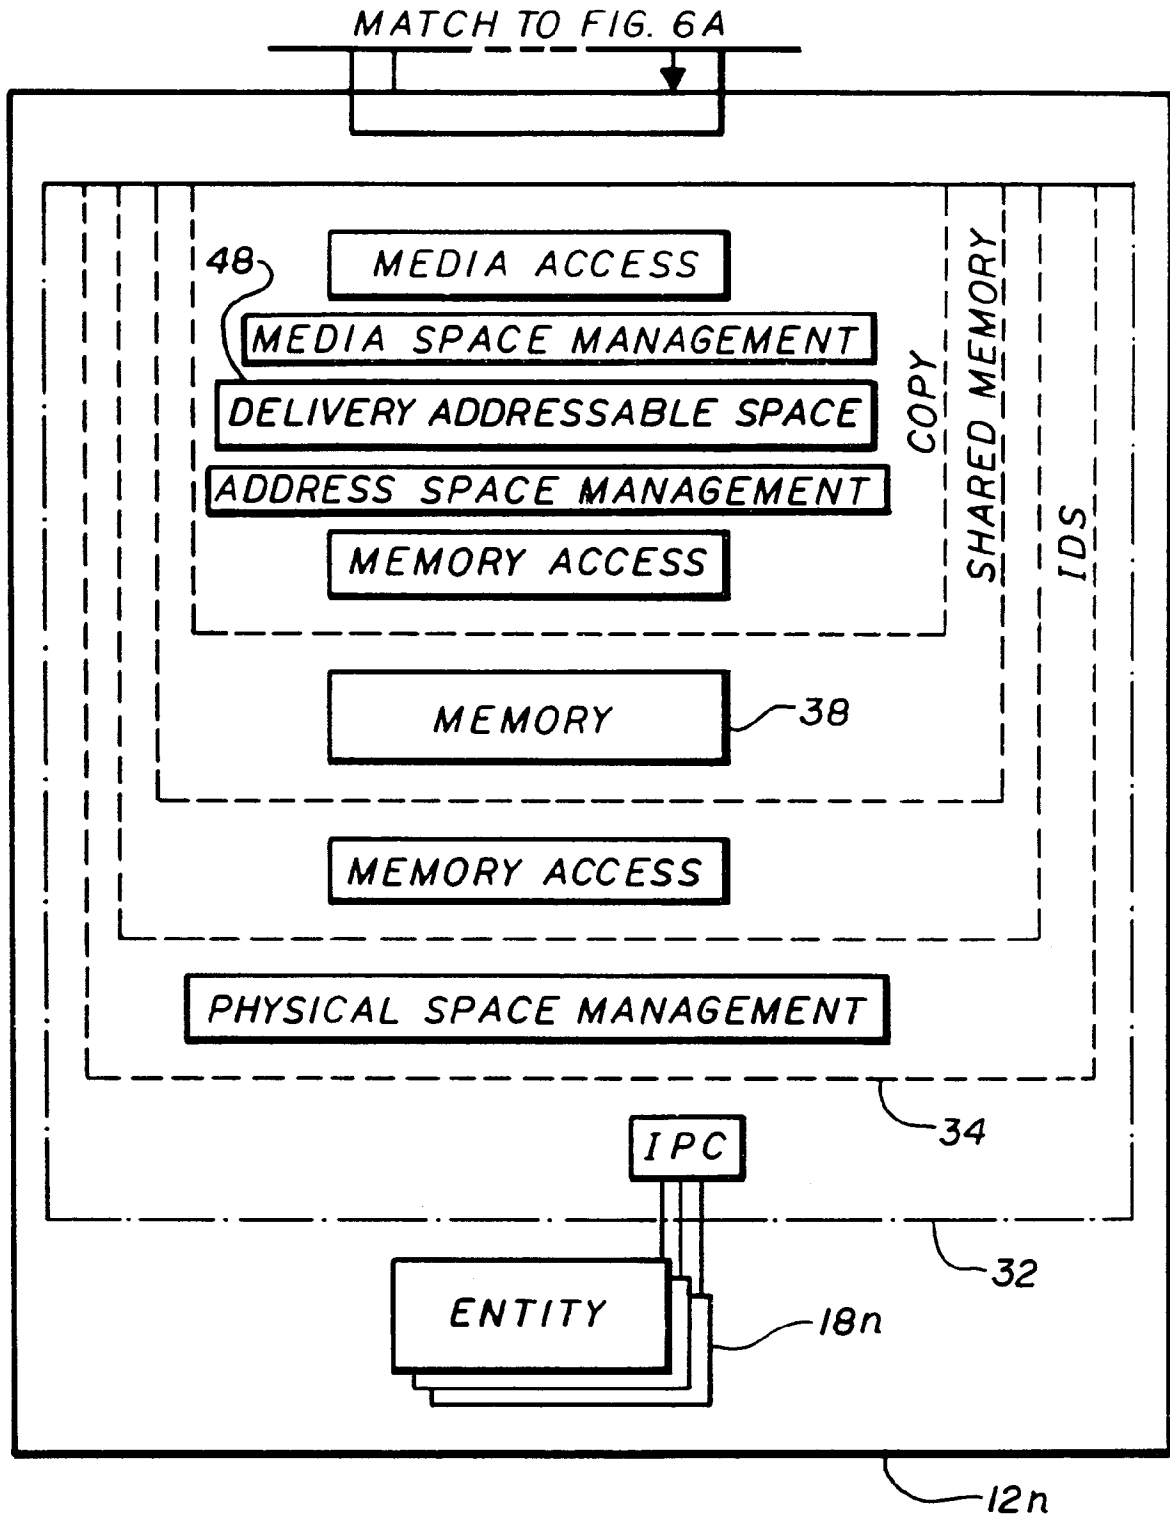 MATCH TO FIG. 6A
48
MEDIA ACCESS
MEDIA SPACE MANAGEMENT
DELIVERY ADDRESSABLE SPACE
ADDRESS SPACE MANAGEMENT
MEMORY ACCESS
COPY
SHARED MEMORY
IDS
MEMORY
38
MEMORY ACCESS
PHYSICAL SPACE MANAGEMENT
34
IPC
32
ENTITY
18n
12n